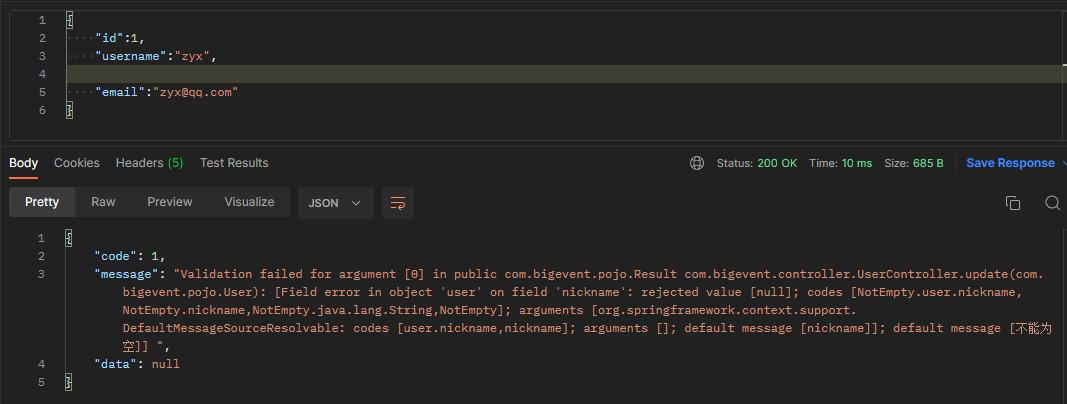 1 {
2 ····"id":1,
3 ····"username":"zyx",
4
5 ····"email":"zyx@qq.com"
6 }
Body Cookies Headers (5) Test Results Status: 200 OK Time: 10 ms Size: 685 B Save Response
Pretty Raw Preview Visualize JSON
1 {
2 "code": 1,
3 "message": "Validation failed for argument [0] in public com.bigevent.pojo.Result com.bigevent.controller.UserController.update(com.
bigevent.pojo.User): [Field error in object 'user' on field 'nickname': rejected value [null]; codes [NotEmpty.user.nickname,
NotEmpty.nickname,NotEmpty.java.lang.String,NotEmpty]; arguments [org.springframework.context.support.
DefaultMessageSourceResolvable: codes [user.nickname,nickname]; arguments []; default message [nickname]]; default message [不能为
空]] ",
4 "data": null
5 }